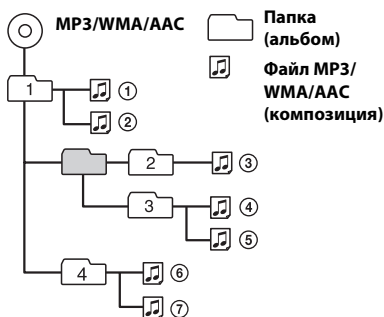 MP3/WMA/AAC
Папка
(альбом)
Файл MP3/
WMA/AAC
(композиция)
1
①
②
2
③
3
④
⑤
4
⑥
⑦